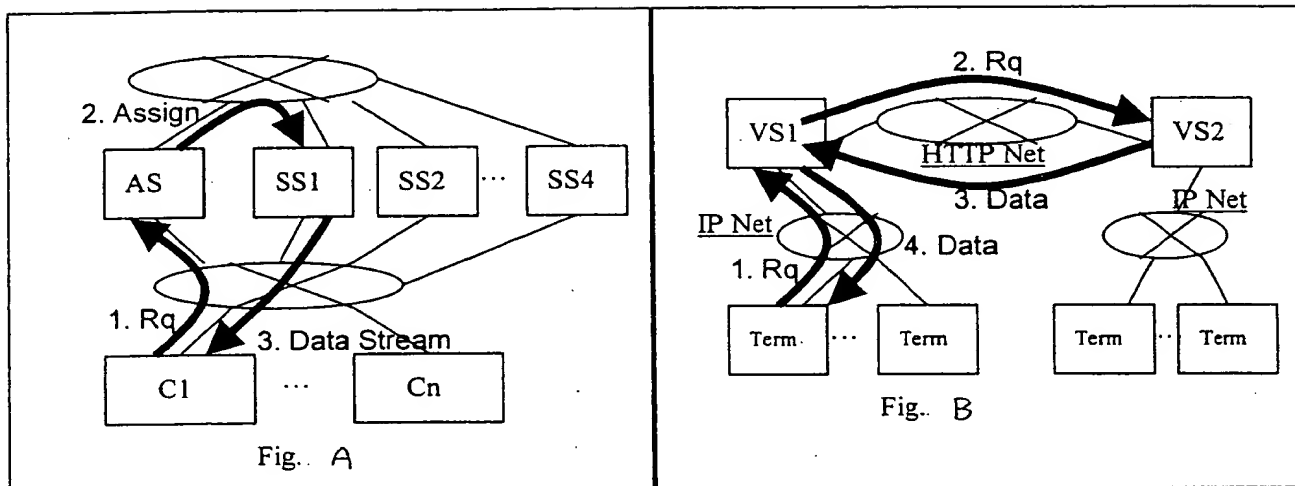 2. Assign
AS
SS1
SS2
...
SS4
1. Rq
3. Data Stream
C1
...
Cn
Fig. . A
2. Rq
VS1
VS2
HTTP Net
3. Data
IP Net
IP Net
4. Data
1. Rq
Term
...
Term
Term
...
Term
Fig. . B